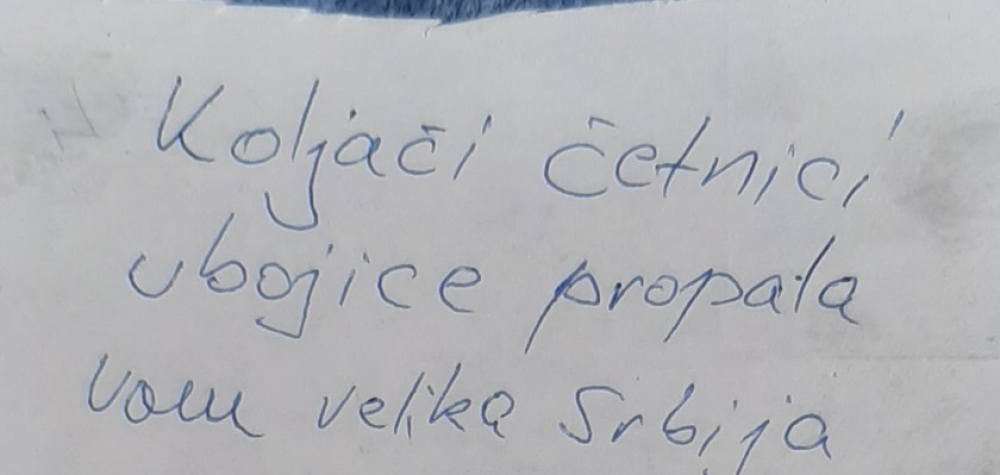 Koljači četnici
ubojice propala
vam velika Srbija